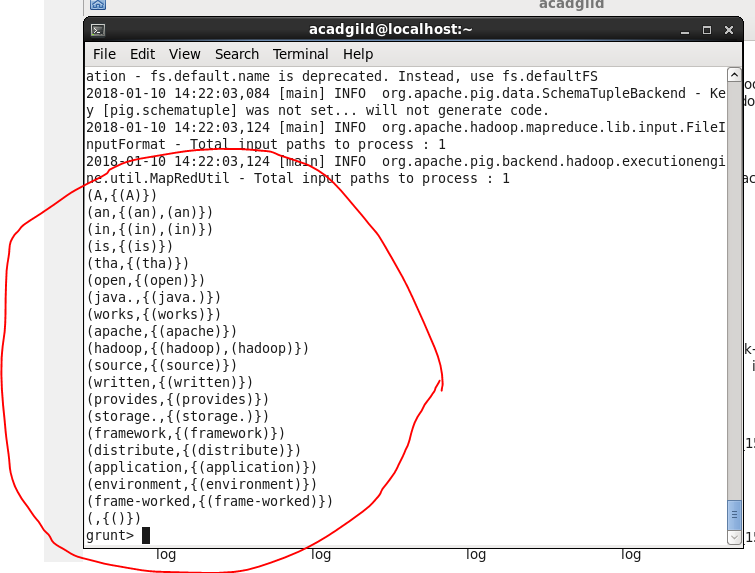 acadgild
acadgild@localhost:~
File Edit View Search Terminal Help
ation - fs.default.name is deprecated. Instead, use fs.defaultFS
2018-01-10 14:22:03,084 [main] INFO  org.apache.pig.data.SchemaTupleBackend - Ke
y [pig.schematuple] was not set... will not generate code.
2018-01-10 14:22:03,124 [main] INFO  org.apache.hadoop.mapreduce.lib.input.FileI
nputFormat - Total input paths to process : 1
2018-01-10 14:22:03,124 [main] INFO  org.apache.pig.backend.hadoop.executionengi
ne.util.MapRedUtil - Total input paths to process : 1
(A,{(A)})
(an,{(an),(an)})
(in,{(in),(in)})
(is,{(is)})
(tha,{(tha)})
(open,{(open)})
(java.,{(java.)})
(works,{(works)})
(apache,{(apache)})
(hadoop,{(hadoop),(hadoop)})
(source,{(source)})
(written,{(written)})
(provides,{(provides)})
(storage.,{(storage.)})
(framework,{(framework)})
(distribute,{(distribute)})
(application,{(application)})
(environment,{(environment)})
(frame-worked,{(frame-worked)})
(,{()})
grunt>
log log log log